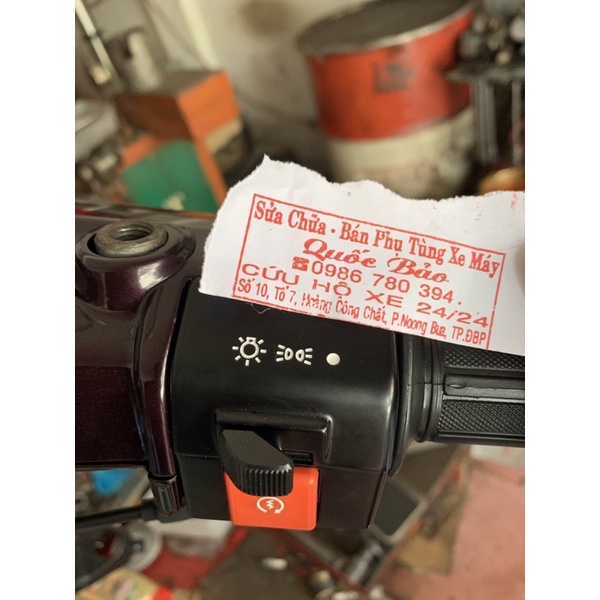 Sửa Chữa - Bán Phụ Tùng Xe Máy
Quốc Bảo
☎0986 780 394.
CỨU HỘ XE 24/24
Số 10, Tổ 7, Hoàng Công Chất, P.Noong Bua, TP.ĐBP